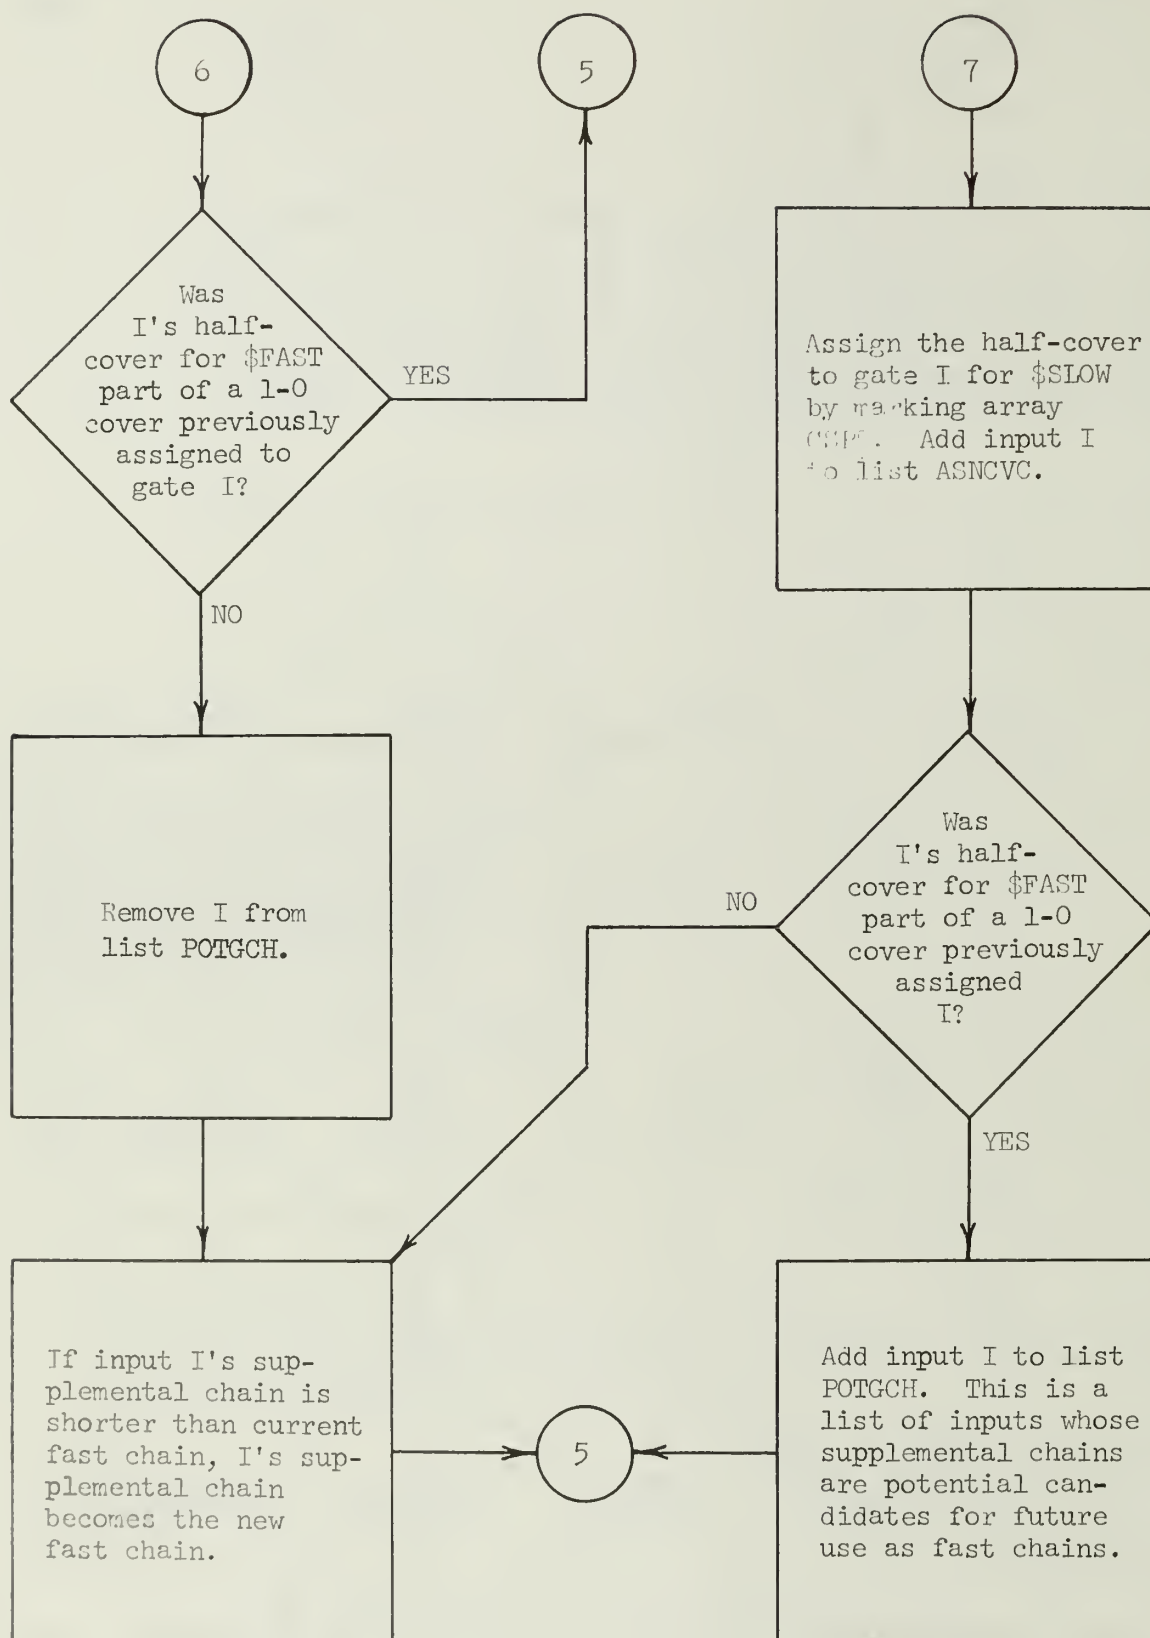 6
5
7
Was
I's half-
cover for $FAST
part of a 1-0
cover previously
assigned to
gate I?
YES
NO
Remove I from
list POTGCH.
If input I's sup-
plemental chain is
shorter than current
fast chain, I's sup-
plemental chain
becomes the new
fast chain.
5
Assign the half-cover
to gate I for $SLOW
by marking array
Add input I
to list ASNCVC.
Was
I's half-
cover for $FAST
part of a 1-0
cover previously
assigned
I?
NO
YES
Add input I to list
POTGCH. This is a
list of inputs whose
supplemental chains
are potential can-
didates for future
use as fast chains.